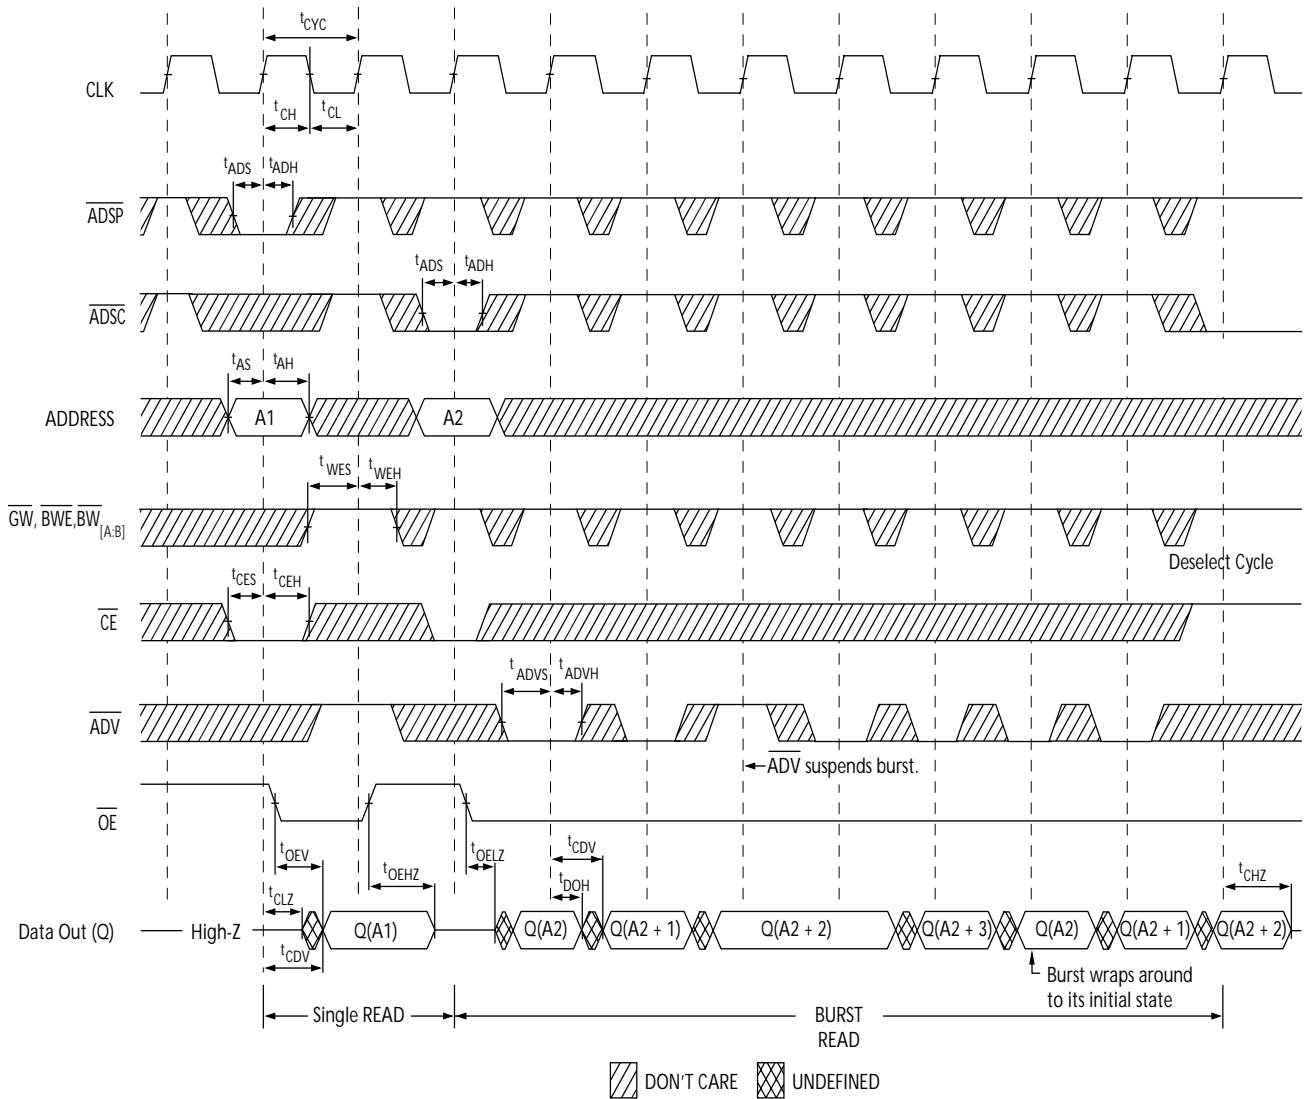 tCYC
CLK
tCH
tCL
tADS
tADH
ADSP
tADS
tADH
ADSC
tAS
tAH
ADDRESS
A1
A2
tWES
tWEH
GW, BWE,BW[A:B]
Deselect Cycle
tCES
tCEH
CE
tADVS
tADVH
ADV
ADV suspends burst.
OE
tOEV
tOEHZ
tOELZ
tCDV
tCLZ
tDOH
tCHZ
Data Out (Q)
High-Z
Q(A1)
Q(A2)
Q(A2 + 1)
Q(A2 + 2)
Q(A2 + 3)
Q(A2)
Q(A2 + 1)
Q(A2 + 2)
tCDV
Burst wraps around
to its initial state
Single READ
BURST
READ
DON'T CARE
UNDEFINED